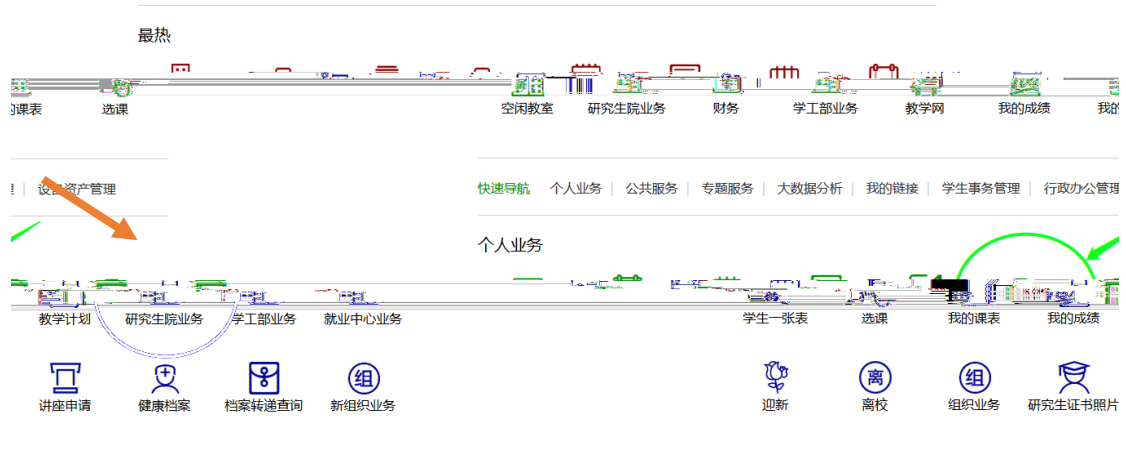 最热
的课表 选课 空闲教室 研究生院业务 财务 学工部业务 教学网 我的成绩 我的
理 | 设备资产管理 快速导航 个人业务 | 公共服务 | 专题服务 | 大数据分析 | 我的链接 | 学生事务管理 | 行政办公管理
个人业务
教学计划 研究生院业务 学工部业务 就业中心业务 学生一张表 选课 我的课表 我的成绩
组 离 组
讲座申请 健康档案 档案转递查询 新组织业务 迎新 离校 组织业务 研究生证书照片